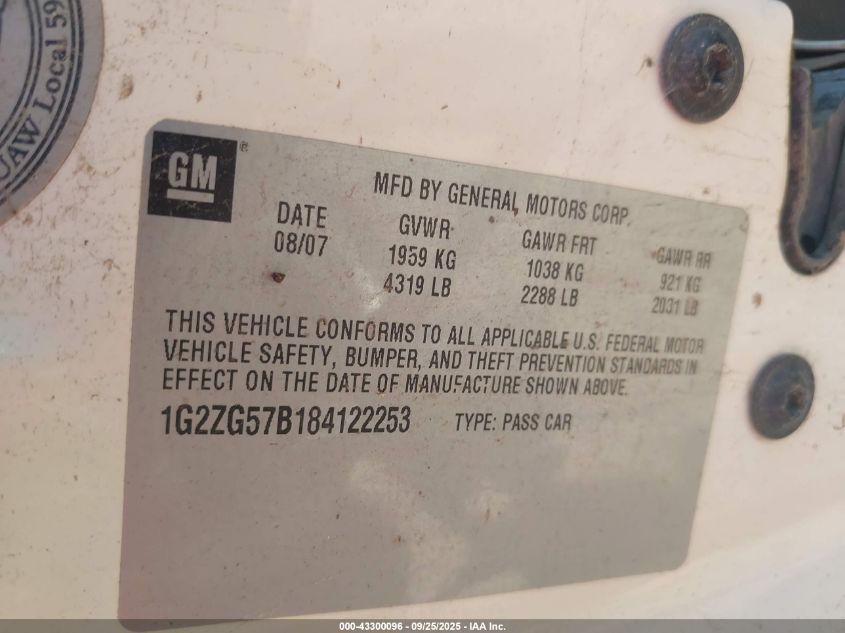 UAW Local 59
GM ®
MFD BY GENERAL MOTORS CORP.
DATE GVWR GAWR FRT GAWR RR
08/07 1959 KG 1038 KG 921 KG
4319 LB 2288 LB 2031 LB
THIS VEHICLE CONFORMS TO ALL APPLICABLE U.S. FEDERAL MOTOR
VEHICLE SAFETY, BUMPER, AND THEFT PREVENTION STANDARDS IN
EFFECT ON THE DATE OF MANUFACTURE SHOWN ABOVE.
1G2ZG57B184122253 TYPE: PASS CAR
000-43300096 - 09/25/2025 - IAA Inc.